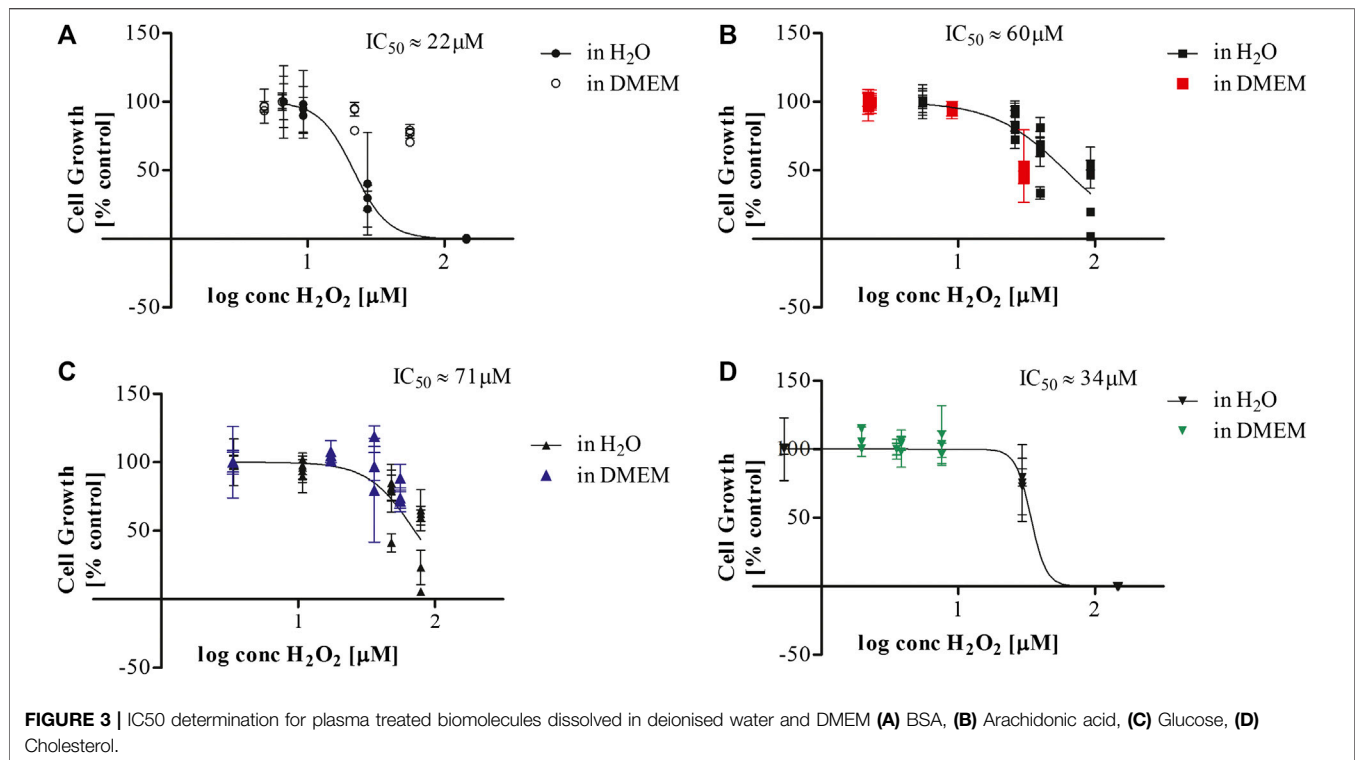 A
IC50 ≈ 22μM
in H2O
in DMEM
150
100
50
-50
1
2
Cell Growth
[% control]
log conc H2O2 [μM]
B
IC50 ≈ 60μM
in H2O
in DMEM
150
100
50
-50
1
2
Cell Growth
[% control]
log conc H2O2 [μM]
C
IC50 ≈ 71μM
in H2O
in DMEM
150
100
50
-50
1
2
Cell Growth
[% control]
log conc H2O2 [μM]
D
IC50 ≈ 34μM
in H2O
in DMEM
150
100
50
-50
1
2
Cell Growth
[% control]
log conc H2O2 [μM]
FIGURE 3 | IC50 determination for plasma treated biomolecules dissolved in deionised water and DMEM (A) BSA, (B) Arachidonic acid, (C) Glucose, (D)
Cholesterol.